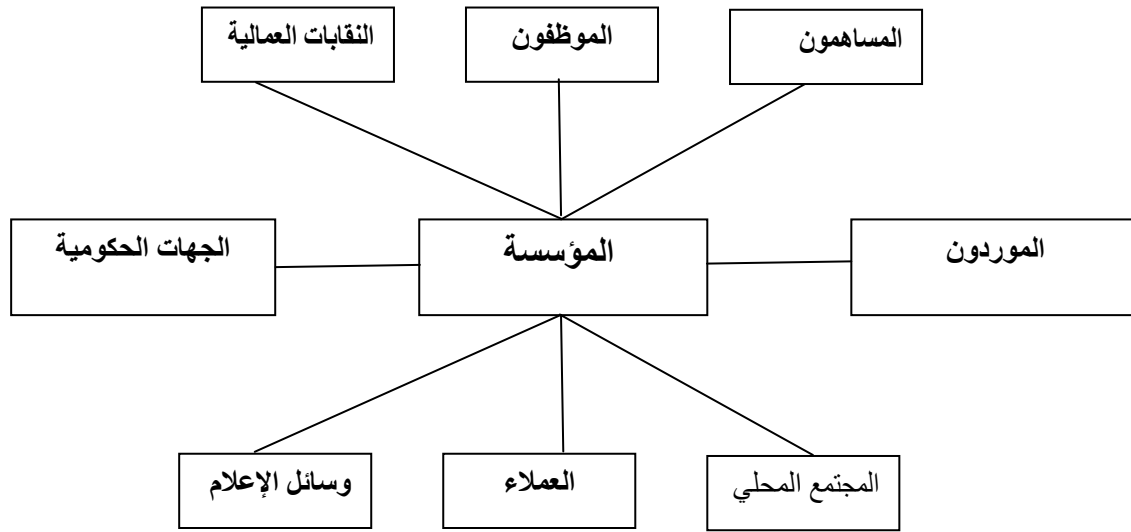 المساهمون
الموظفون
النقابات العمالية
الموردون
المؤسسة
الجهات الحكومية
المجتمع المحلي
العملاء
وسائل الإعلام